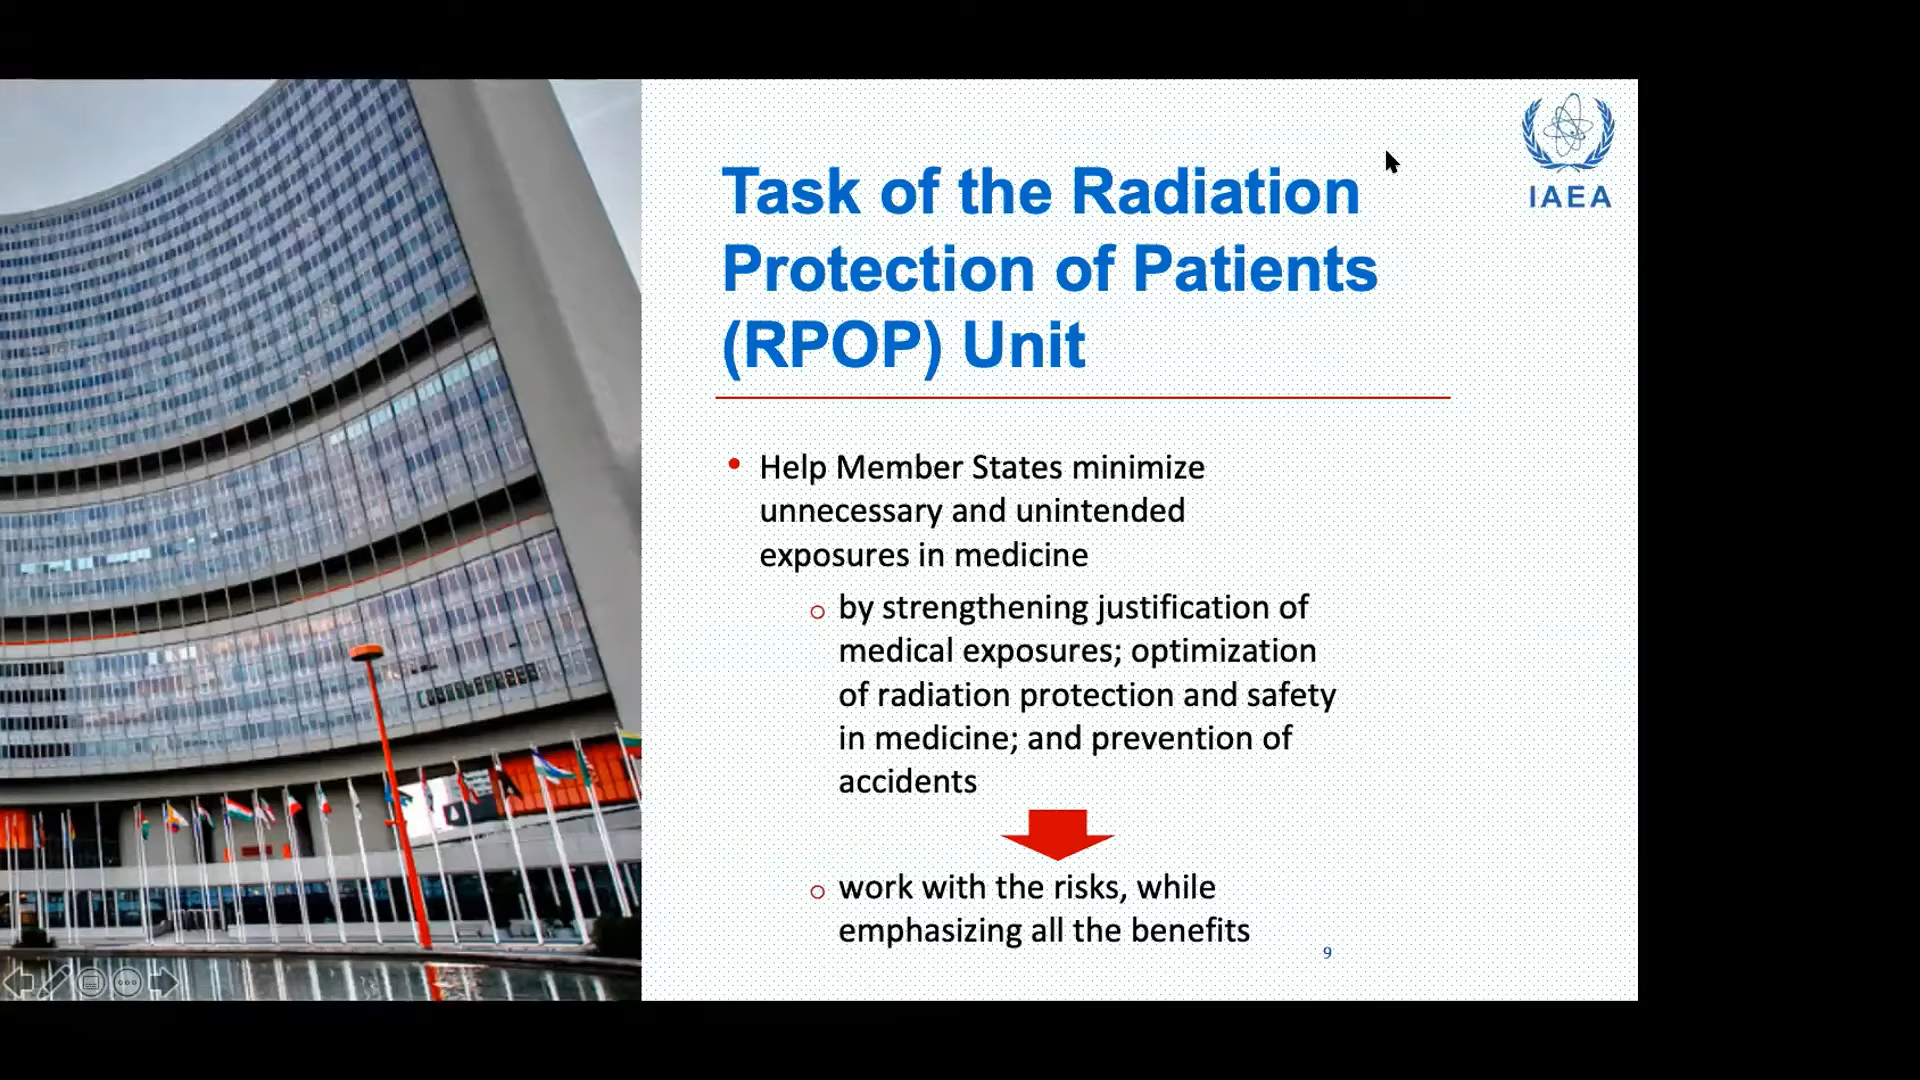 IAEA
Task of the Radiation
Protection of Patients
(RPOP) Unit
• Help Member States minimize
unnecessary and unintended
exposures in medicine
o by strengthening justification of
medical exposures; optimization
of radiation protection and safety
in medicine; and prevention of
accidents
o work with the risks, while
emphasizing all the benefits
9